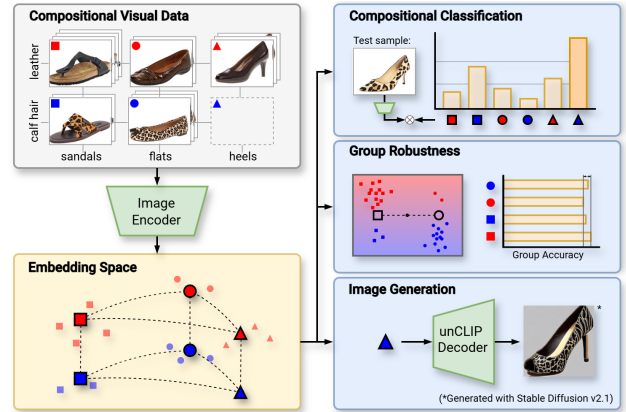 Compositional Visual Data
leather
calf hair
sandals
flats
heels
Image
Encoder
Embedding Space
Compositional Classification
Test sample:
Group Robustness
Group Accuracy
Image Generation
unCLIP
Decoder
*
(*Generated with Stable Diffusion v2.1)